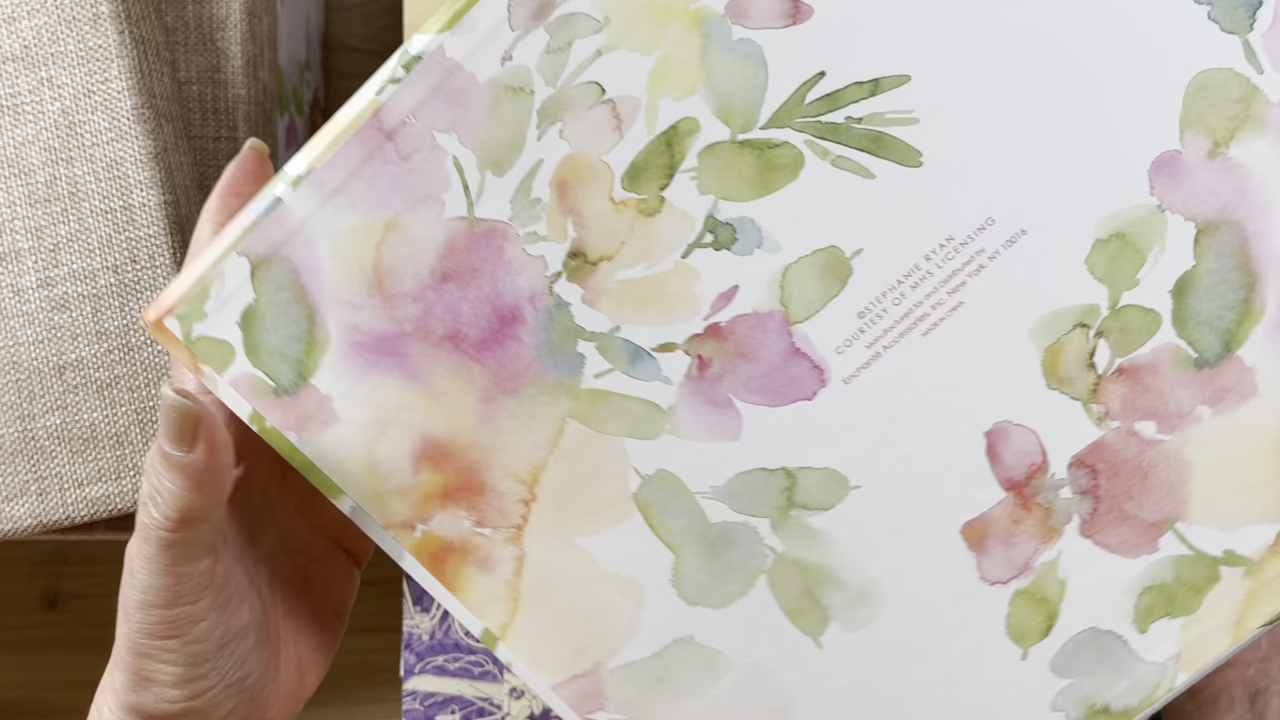 ©STEPHANIE RYAN
COURTESY OF MHS LICENSING
Manufactured for and Distributed by
Enchanté Accessories, Inc. New York, NY 10016
MADE IN CHINA